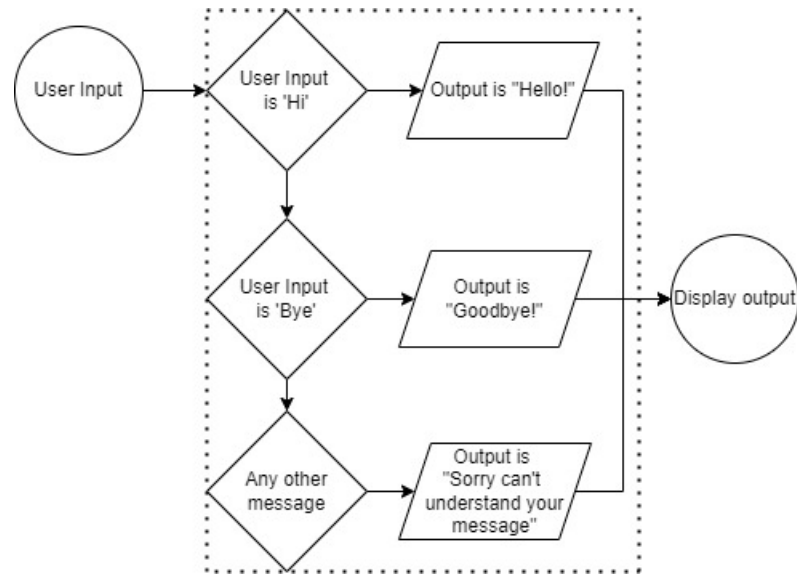 User Input
User Input
is 'Hi'
Output is "Hello!"
User Input
is 'Bye'
Output is
"Goodbye!"
Display output
Any other
message
Output is
"Sorry can't
understand your
message"